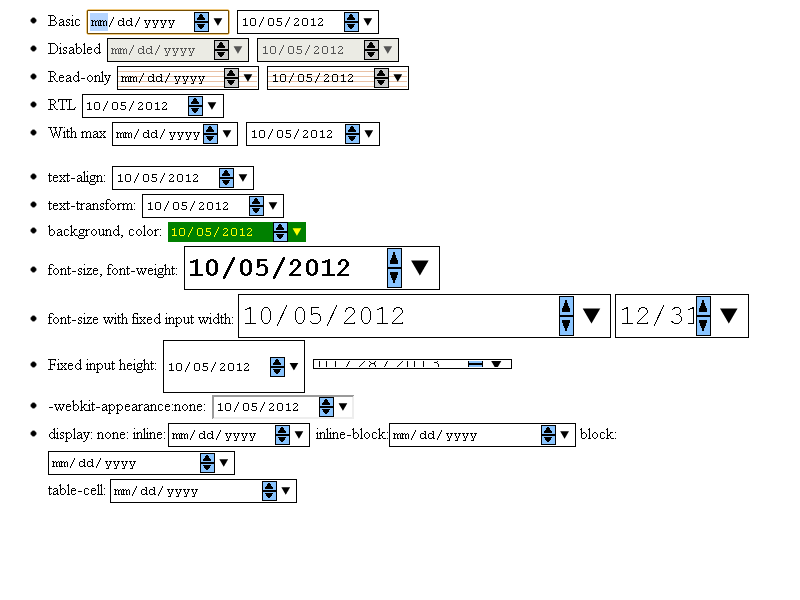 Basic mm/dd/yyyy 10/05/2012
Disabled mm/dd/yyyy 10/05/2012
Read-only mm/dd/yyyy 10/05/2012
RTL 10/05/2012
With max mm/dd/yyyy 10/05/2012
text-align: 10/05/2012
text-transform: 10/05/2012
background, color: 10/05/2012
font-size, font-weight: 10/05/2012
font-size with fixed input width: 10/05/2012 12/31
Fixed input height: 10/05/2012
-webkit-appearance:none: 10/05/2012
display: none: inline: mm/dd/yyyy inline-block: mm/dd/yyyy block:
mm/dd/yyyy
table-cell: mm/dd/yyyy